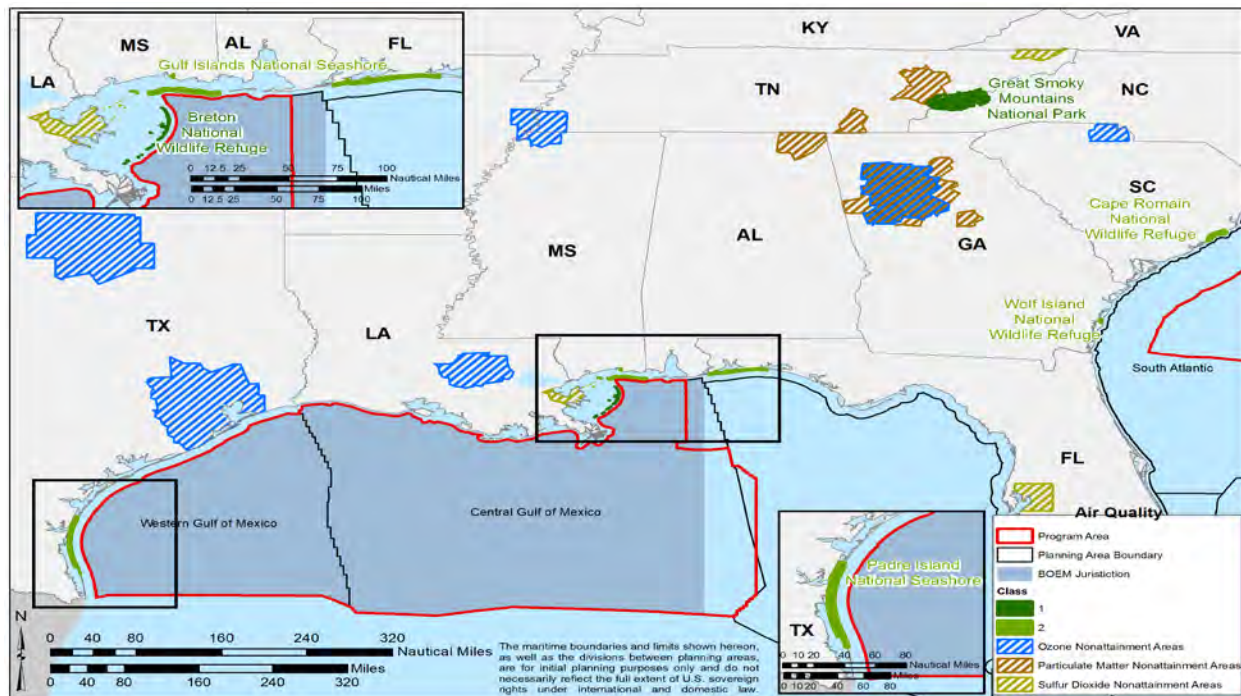 MS
AL
FL
Gulf Islands National Seashore
LA
Breton
National
Wildlife Refuge
0 12.5 25 50 75 100
Nautical Miles
Miles
0 12.5 25 50 75 100
KY
VA
TN
NC
Great Smoky
Mountains
National Park
SC
Cape Romain
National
Wildlife Refuge
MS
AL
GA
TX
LA
Wolf Island
National
Wildlife Refuge
South Atlantic
FL
Western Gulf of Mexico
Central Gulf of Mexico
Padre Island
National Seashore
TX
0 10 20 40 60 80
Nautical Miles
Miles
0 10 20 40 60 80
N
0 20 40 80 160 240 320
Nautical Miles
Miles
0 20 40 80 160 240 320
The maritime boundaries and limits shown hereon,
as well as the divisions between planning areas,
are for initial planning purposes only and do not
necessarily reflect the full extent of U.S. sovereign
rights under international and domestic law.
Air Quality
Program Area
Planning Area Boundary
BOEM Jurisdiction
Class
1
2
Ozone Nonattainment Areas
Particulate Matter Nonattainment Areas
Sulfur Dioxide Nonattainment Areas